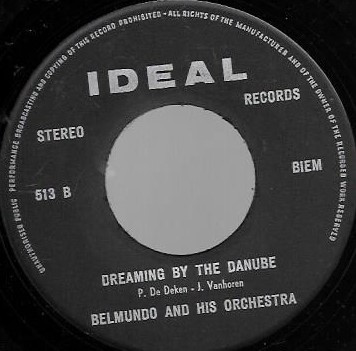 UNAUTHORISED PUBLIC PERFORMANCE BROADCASTING AND COPYING OF THIS RECORD PROHIBITED - ALL RIGHTS OF THE MANUFACTURER AND OF THE OWNER OF THE RECORDED WORK RESERVED
IDEAL
RECORDS
STEREO
BIEM
513 B
DREAMING BY THE DANUBE
P. De Deken - J. Vanhoren
BELMUNDO AND HIS ORCHESTRA